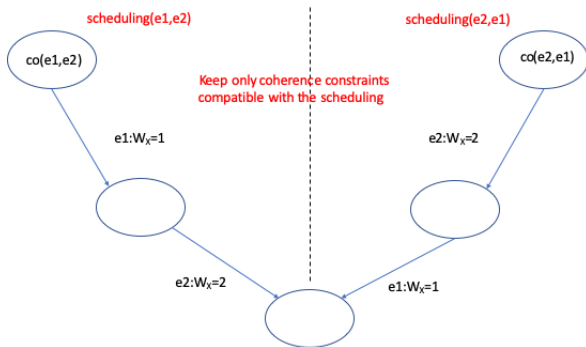 scheduling(e1,e2)
scheduling(e2,e1)
co(e1,e2)
co(e2,e1)
Keep only coherence constraints
compatible with the scheduling
e1:Wₓ=1
e2:Wₓ=2
e2:Wₓ=2
e1:Wₓ=1